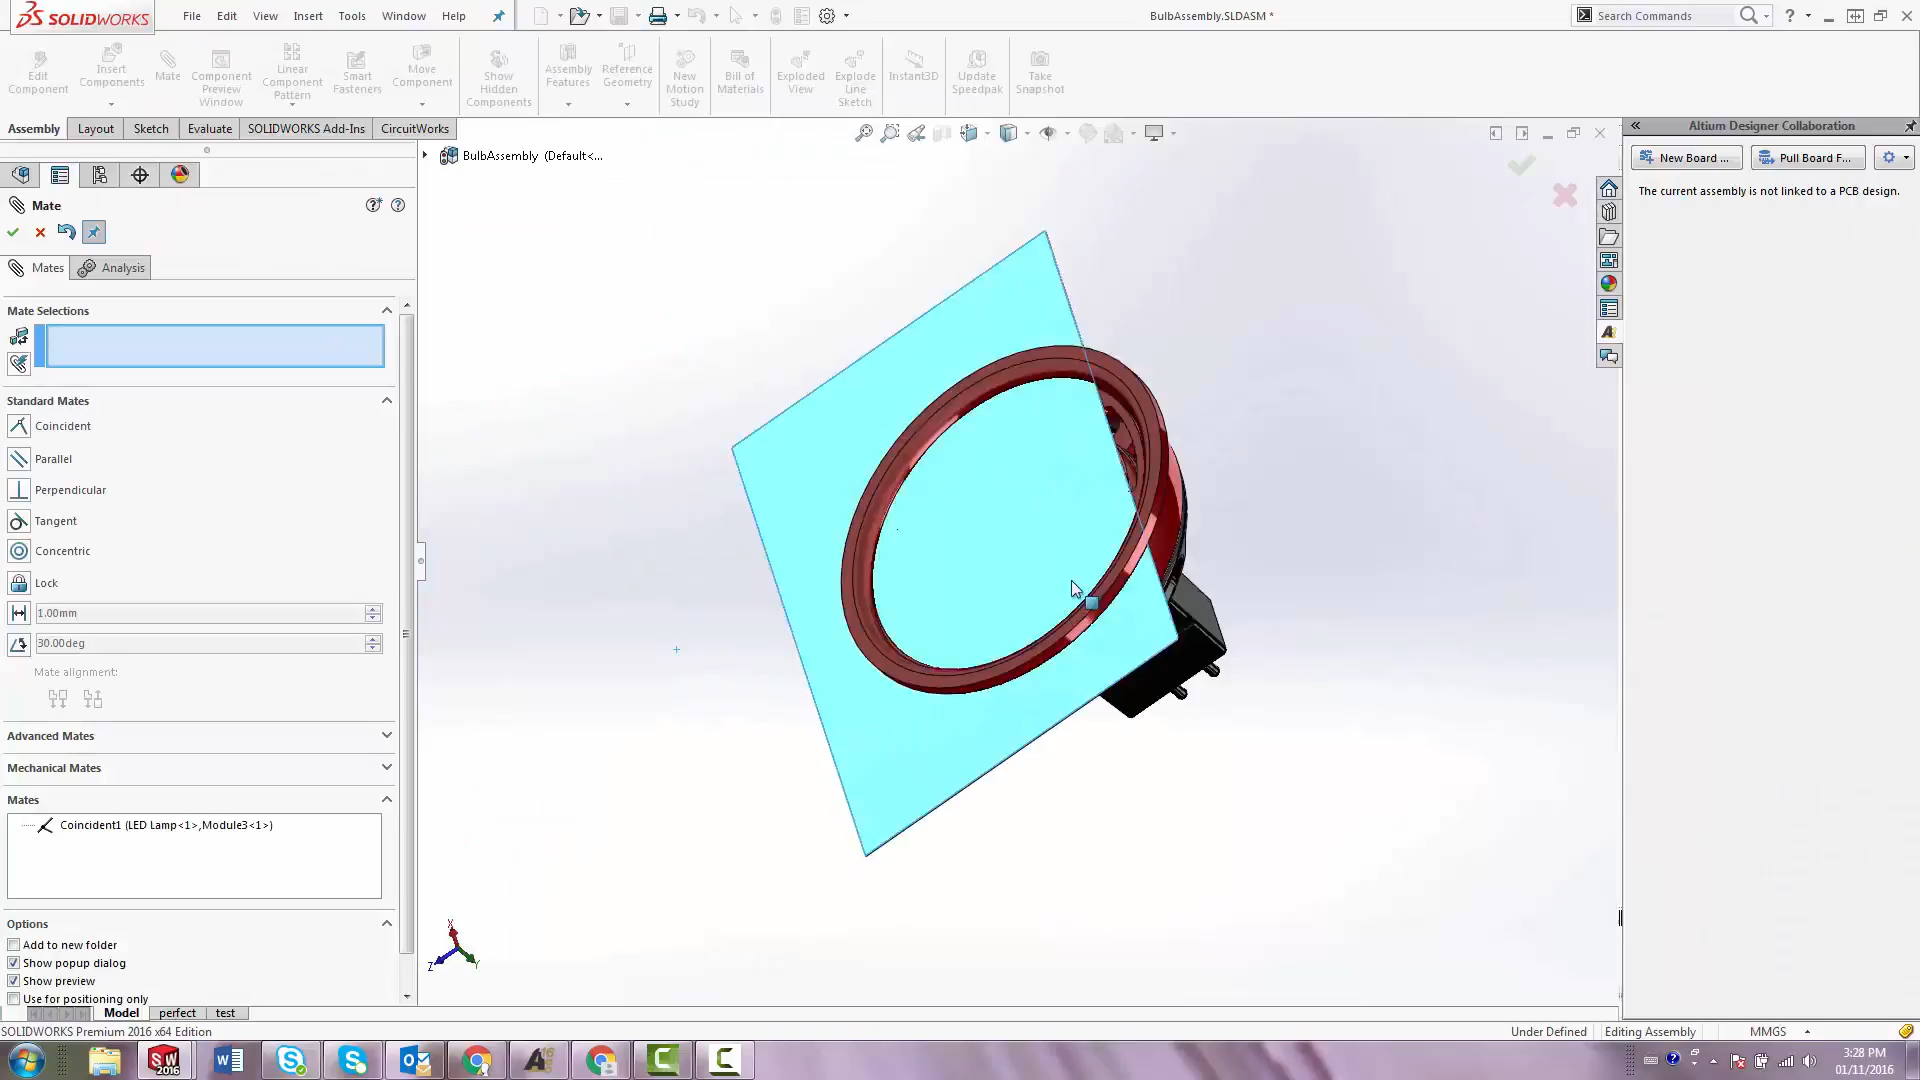 SOLIDWORKS
File Edit View Insert Tools Window Help
BulbAssembly.SLDASM *
Search Commands
Edit Component
Insert Components
Mate
Component Preview Window
Linear Component Pattern
Smart Fasteners
Move Component
Show Hidden Components
Assembly Features
Reference Geometry
New Motion Study
Bill of Materials
Exploded View
Explode Line Sketch
Instant3D
Update Speedpak
Take Snapshot
Assembly Layout Sketch Evaluate SOLIDWORKS Add-Ins CircuitWorks
Altium Designer Collaboration
BulbAssembly (Default<...
New Board ... Pull Board F...
The current assembly is not linked to a PCB design.
Mate
Mates Analysis
Mate Selections
Standard Mates
Coincident
Parallel
Perpendicular
Tangent
Concentric
Lock
1.00mm
30.00deg
Mate alignment:
Advanced Mates
Mechanical Mates
Mates
Coincident1 (LED Lamp<1>,Module3<1>)
Options
Add to new folder
Show popup dialog
Show preview
Use for positioning only
X
Z
Y
Model perfect test
SOLIDWORKS Premium 2016 x64 Edition
Under Defined Editing Assembly MMGS
SW 2016
3:28 PM
01/11/2016